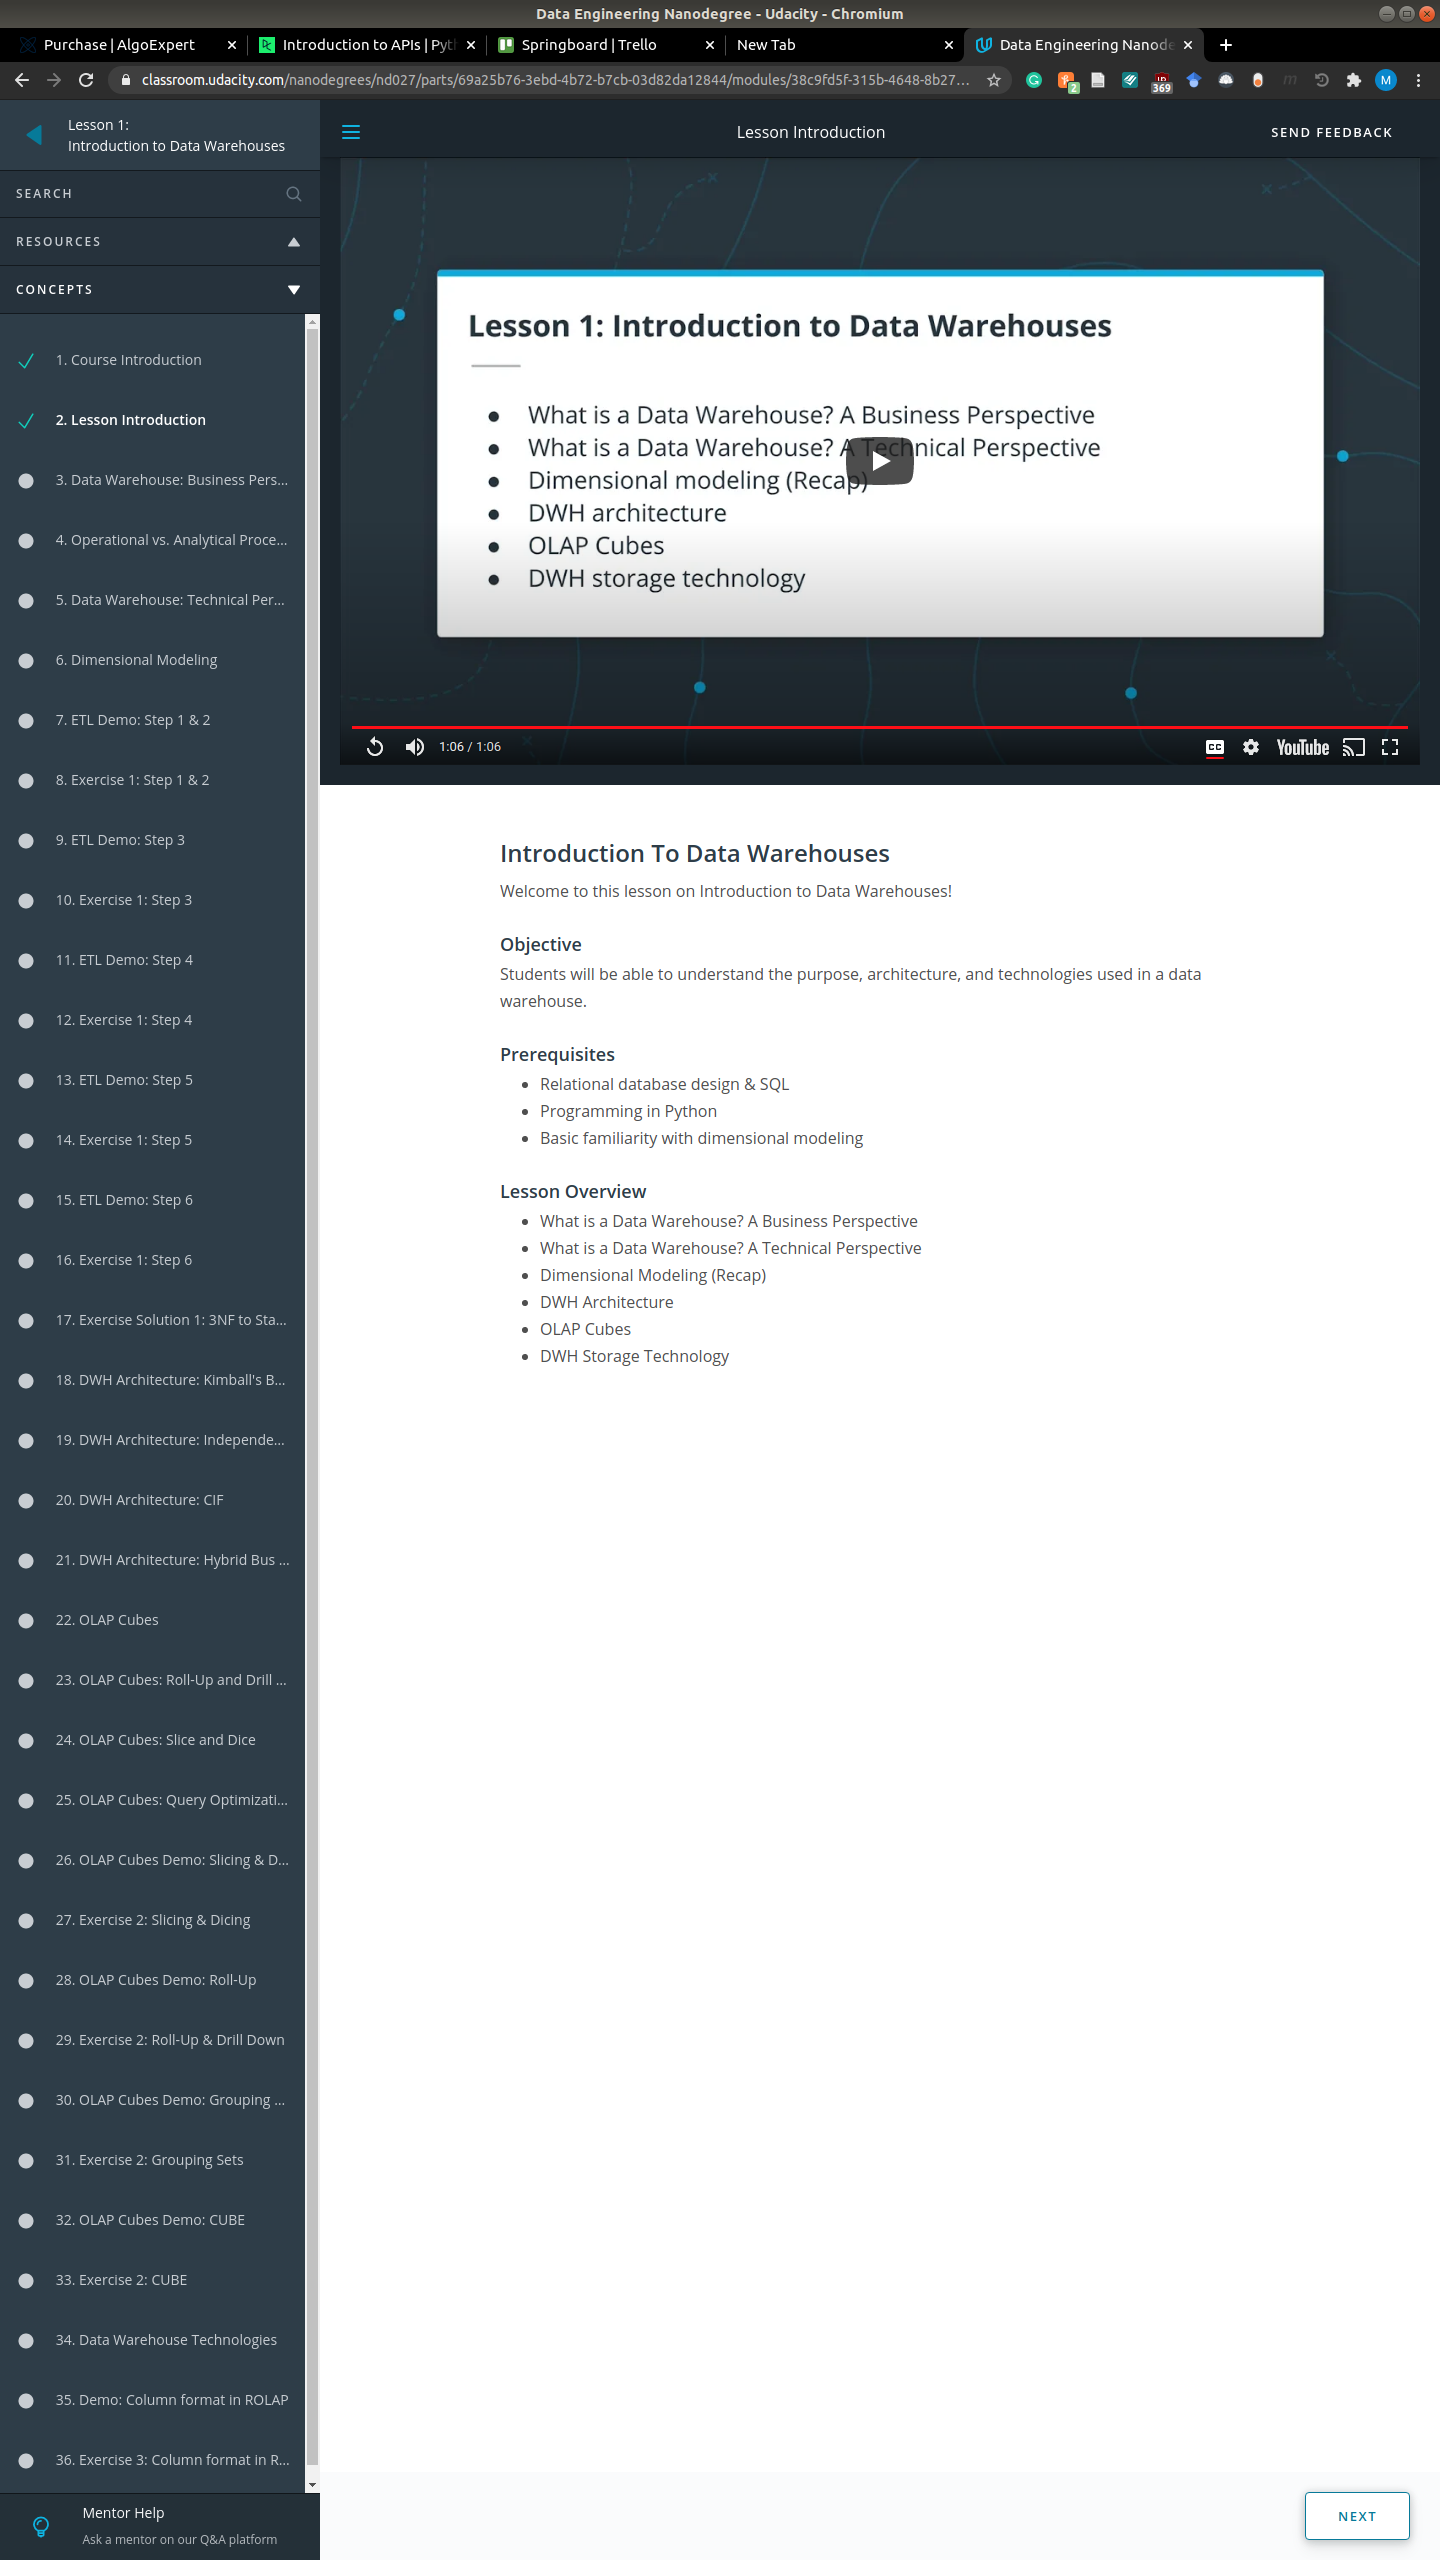 Data Engineering Nanodegree - Udacity - Chromium
Purchase | AlgoExpert
Introduction to APIs | Pyth
Springboard | Trello
New Tab
Data Engineering Nanode
classroom.udacity.com/nanodegrees/nd027/parts/69a25b76-3ebd-4b72-b7cb-03d82da12844/modules/38c9fd5f-315b-4648-8b27...
2
369
M
Lesson 1:
Introduction to Data Warehouses
Lesson Introduction
SEND FEEDBACK
SEARCH
RESOURCES
CONCEPTS
1. Course Introduction
2. Lesson Introduction
3. Data Warehouse: Business Pers...
4. Operational vs. Analytical Proce...
5. Data Warehouse: Technical Per...
6. Dimensional Modeling
7. ETL Demo: Step 1 & 2
8. Exercise 1: Step 1 & 2
9. ETL Demo: Step 3
10. Exercise 1: Step 3
11. ETL Demo: Step 4
12. Exercise 1: Step 4
13. ETL Demo: Step 5
14. Exercise 1: Step 5
15. ETL Demo: Step 6
16. Exercise 1: Step 6
17. Exercise Solution 1: 3NF to Sta...
18. DWH Architecture: Kimball's B...
19. DWH Architecture: Independe...
20. DWH Architecture: CIF
21. DWH Architecture: Hybrid Bus ...
22. OLAP Cubes
23. OLAP Cubes: Roll-Up and Drill ...
24. OLAP Cubes: Slice and Dice
25. OLAP Cubes: Query Optimizati...
26. OLAP Cubes Demo: Slicing & D...
27. Exercise 2: Slicing & Dicing
28. OLAP Cubes Demo: Roll-Up
29. Exercise 2: Roll-Up & Drill Down
30. OLAP Cubes Demo: Grouping ...
31. Exercise 2: Grouping Sets
32. OLAP Cubes Demo: CUBE
33. Exercise 2: CUBE
34. Data Warehouse Technologies
35. Demo: Column format in ROLAP
36. Exercise 3: Column format in R...
Mentor Help
Ask a mentor on our Q&A platform
Lesson 1: Introduction to Data Warehouses
What is a Data Warehouse? A Business Perspective
What is a Data Warehouse? A Technical Perspective
Dimensional modeling (Recap)
DWH architecture
OLAP Cubes
DWH storage technology
1:06 / 1:06
CC
YouTube
Introduction To Data Warehouses
Welcome to this lesson on Introduction to Data Warehouses!
Objective
Students will be able to understand the purpose, architecture, and technologies used in a data
warehouse.
Prerequisites
Relational database design & SQL
Programming in Python
Basic familiarity with dimensional modeling
Lesson Overview
What is a Data Warehouse? A Business Perspective
What is a Data Warehouse? A Technical Perspective
Dimensional Modeling (Recap)
DWH Architecture
OLAP Cubes
DWH Storage Technology
NEXT